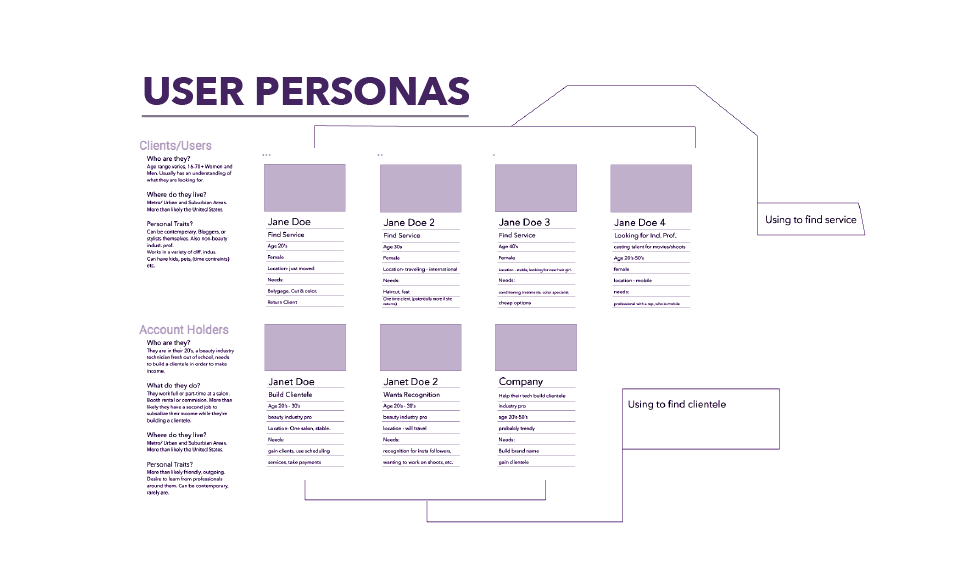 USER PERSONAS
Clients/Users
Who are they?
Age range varies, 16-70+ Women and
Men. Usually has an understanding of
what they are looking for.
Where do they live?
Metro/ Urban and Suburban Areas.
More than likely the United States.
Personal Traits?
Can be contemporary. Bloggers, or
stylists themselves. Also non-beauty
indust. prof.
Works in a variety of diff. indus.
Can have kids, pets, (time contraints)
etc.
Jane Doe
Find Service
Age 20's
Female
Location- just moved
Needs:
Balygage, Cut & color,
Return Client
Jane Doe 2
Find Service
Age 30s
Female
Location- traveling - international
Needs:
Haircut, fast
One time client, (potentially more if she
returns)
Jane Doe 3
Find Service
Age 40's
Female
Location - stable, looking for new hair girl.
Needs:
conditioning treatments. color specialist.
cheap options
Jane Doe 4
Looking for Ind. Prof.
casting talent for movies/shoots
Age 20's-50's
female
location - mobile
needs:
professional with a rep, who is mobile
Using to find service
Account Holders
Who are they?
They are in their 20's, a beauty industry
technician fresh out of school, needs
to build a clientele in order to make
income.
What do they do?
They work full or part-time at a salon.
Booth rental or commision. More than
likely they have a second job to
subsidize their income while they're
building a clientele.
Where do they live?
Metro/ Urban and Suburban Areas.
More than likely the United States.
Personal Traits?
More than likely friendly, outgoing.
Desire to learn from professionals
around them. Can be contemporary,
rarely are.
Janet Doe
Build Clientele
Age 20's - 30's
beauty industry pro
Location- One salon, stable.
Needs
gain clients, use scheduling
services, take payments
Janet Doe 2
Wants Recognition
Age 20's - 30's
beauty industry pro
location - will travel
Needs:
recognition for insta followers,
wanting to work on shoots, etc.
Company
Help their tech build clientele
Industry pro
age 20's-50's
probably trendy
Needs:
Build brand name
gain clientele
Using to find clientele